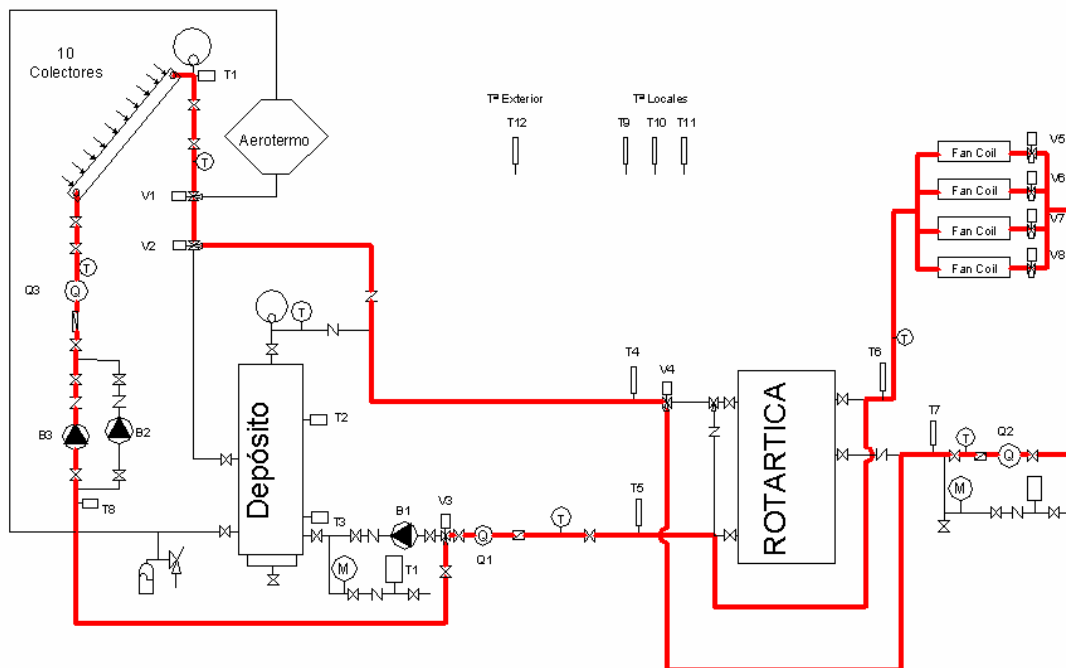 10
Colectores
T1
Aerotermo
T
V1
V2
T
Q3
Q
B3
B2
T8
Tª Exterior
T12
Tª Locales
T9
T10
T11
V5
Fan Coil
V6
Fan Coil
V7
Fan Coil
V8
Fan Coil
T
T
Depósito
T2
T3
B1
V3
Q
Q1
M
T1
T
T4
V4
T5
ROTARTICA
T6
T7
T
Q2
Q
M